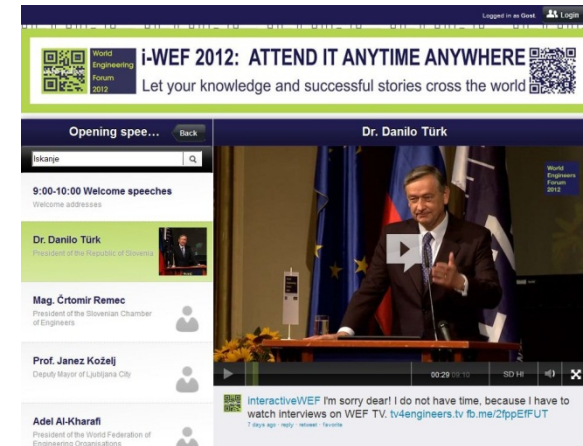 Logged in as Gost.
Login
World
Engineering
Forum
2012
i-WEF 2012: ATTEND IT ANYTIME ANYWHERE
Let your knowledge and successful stories cross the world
Opening spee...
Back
Dr. Danilo Türk
Iskanje
9:00-10:00 Welcome speeches
Welcome addresses
Dr. Danilo Türk
President of the Republic of Slovenia
Mag. Črtomir Remec
President of the Slovenian Chamber
of Engineers
Prof. Janez Koželj
Deputy Mayor of Ljubljana City
Adel Al-Kharafi
President of the World Federation of
Engineering Organisations
World
Engineers
Forum
2012
00:29 09:10
SD HI
interactiveWEF I'm sorry dear! I do not have time, because I have to
watch interviews on WEF TV. tv4engineers.tv fb.me/2fppEfFUT
7 days ago · reply · retweet · favorite